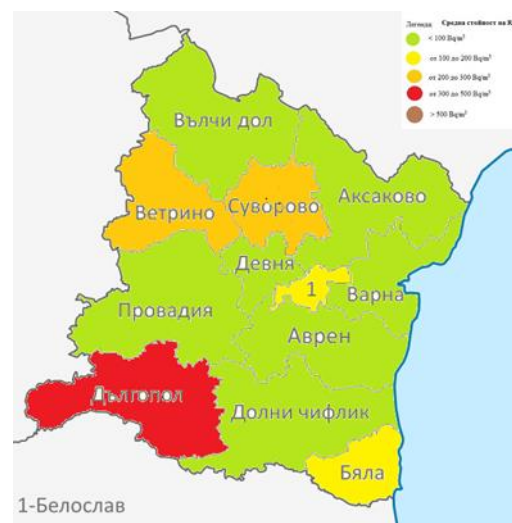 Легенда: Средна стойност на R
< 100 Bq/m³
от 100 до 200 Bq/m³
от 200 до 300 Bq/m³
от 300 до 500 Bq/m³
> 500 Bq/m³
Вълчи дол
Аксаково
Ветрино
Суворово
Девня
1
Варна
Провадия
Аврен
Дългопол
Долни чифлик
Бяла
1-Белослав